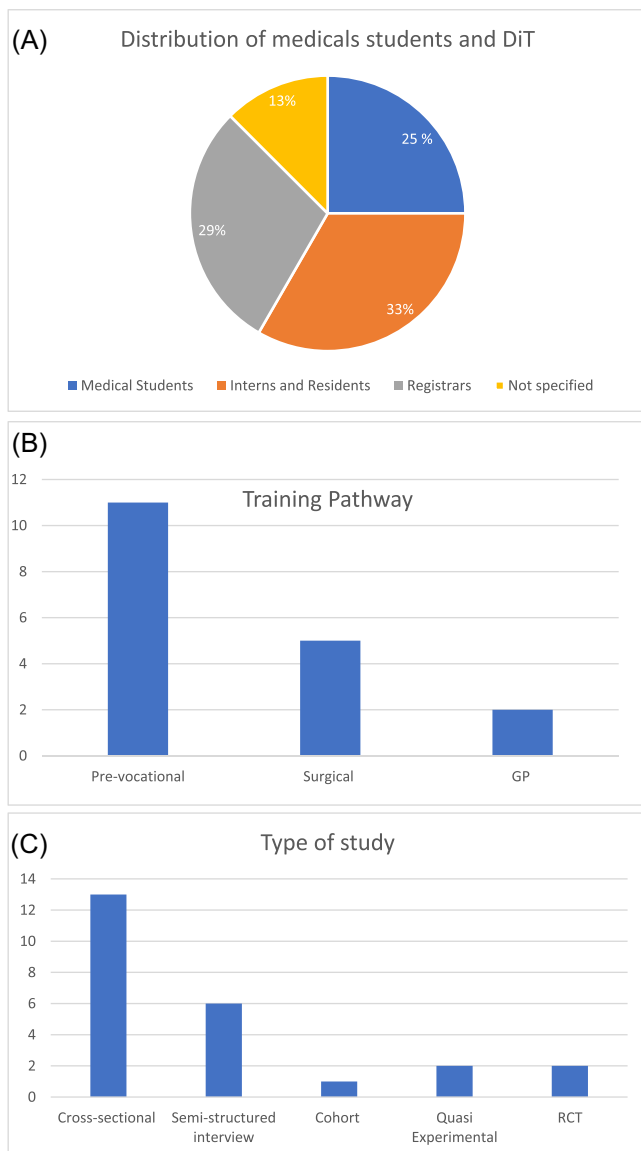 (A)
Distribution of medicals students and DiT
13%
25 %
29%
33%
Medical Students Interns and Residents Registrars Not specified
(B)
Training Pathway
12
10
8
6
4
2
0
Pre-vocational Surgical GP
(C)
Type of study
14
12
10
8
6
4
2
0
Cross-sectional Semi-structured interview Cohort Quasi Experimental RCT